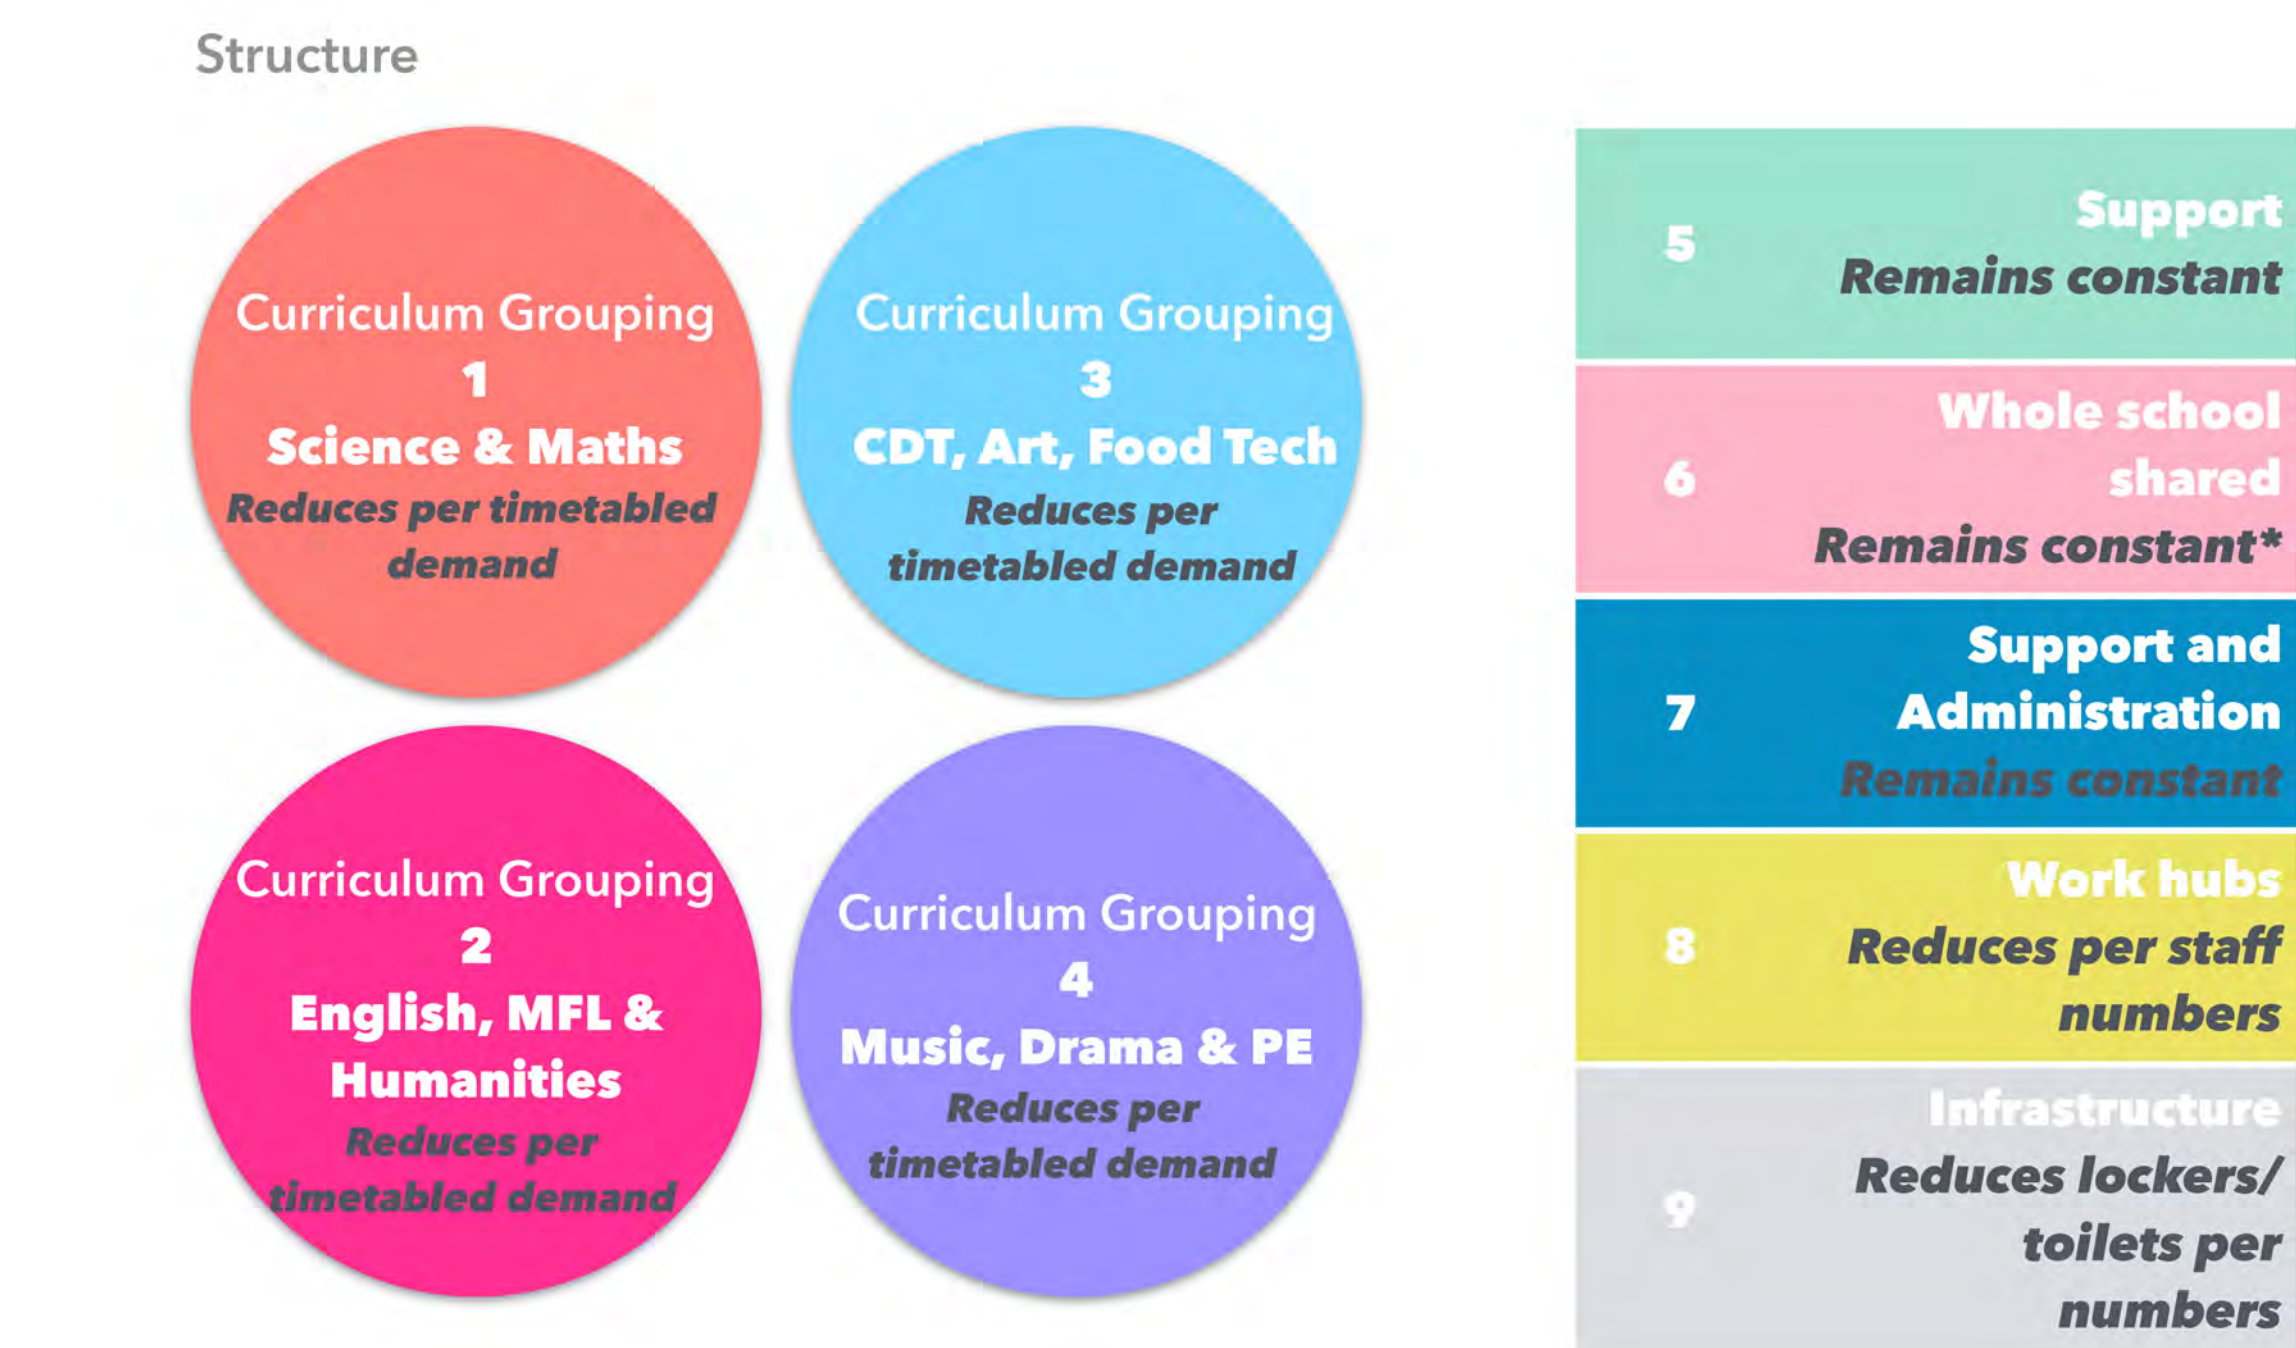 Structure
Curriculum Grouping
1
Science & Maths
Reduces per timetabled
demand
Curriculum Grouping
3
CDT, Art, Food Tech
Reduces per
timetabled demand
Curriculum Grouping
2
English, MFL &
Humanities
Reduces per
timetabled demand
Curriculum Grouping
4
Music, Drama & PE
Reduces per
timetabled demand
5
Support
Remains constant
6
Whole school
shared
Remains constant*
7
Support and
Administration
Remains constant
8
Work hubs
Reduces per staff
numbers
9
Infrastructure
Reduces lockers/
toilets per
numbers